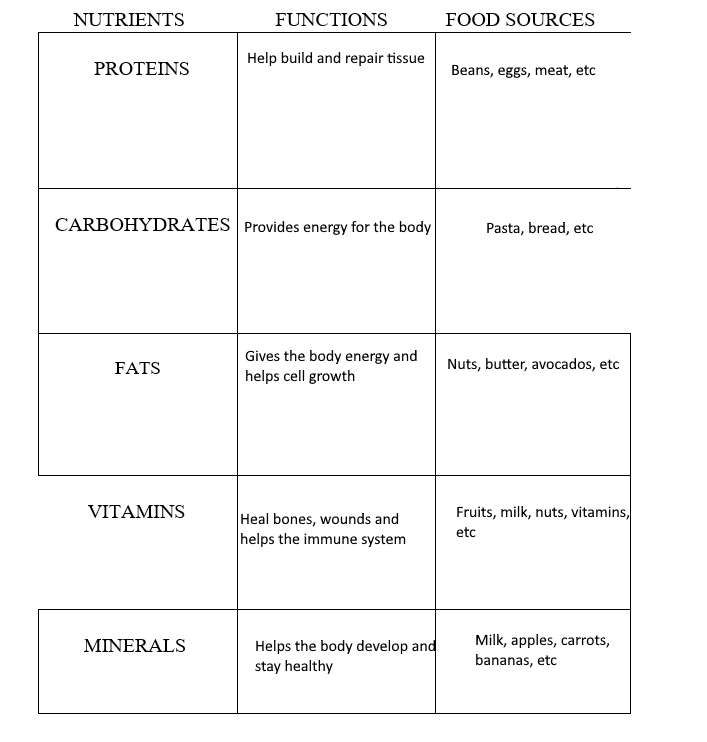 NUTRIENTS FUNCTIONS FOOD SOURCES
PROTEINS
Help build and repair tissue
Beans, eggs, meat, etc
CARBOHYDRATES
Provides energy for the body
Pasta, bread, etc
FATS
Gives the body energy and
helps cell growth
Nuts, butter, avocados, etc
VITAMINS
Heal bones, wounds and
helps the immune system
Fruits, milk, nuts, vitamins,
etc
MINERALS
Helps the body develop and
stay healthy
Milk, apples, carrots,
bananas, etc